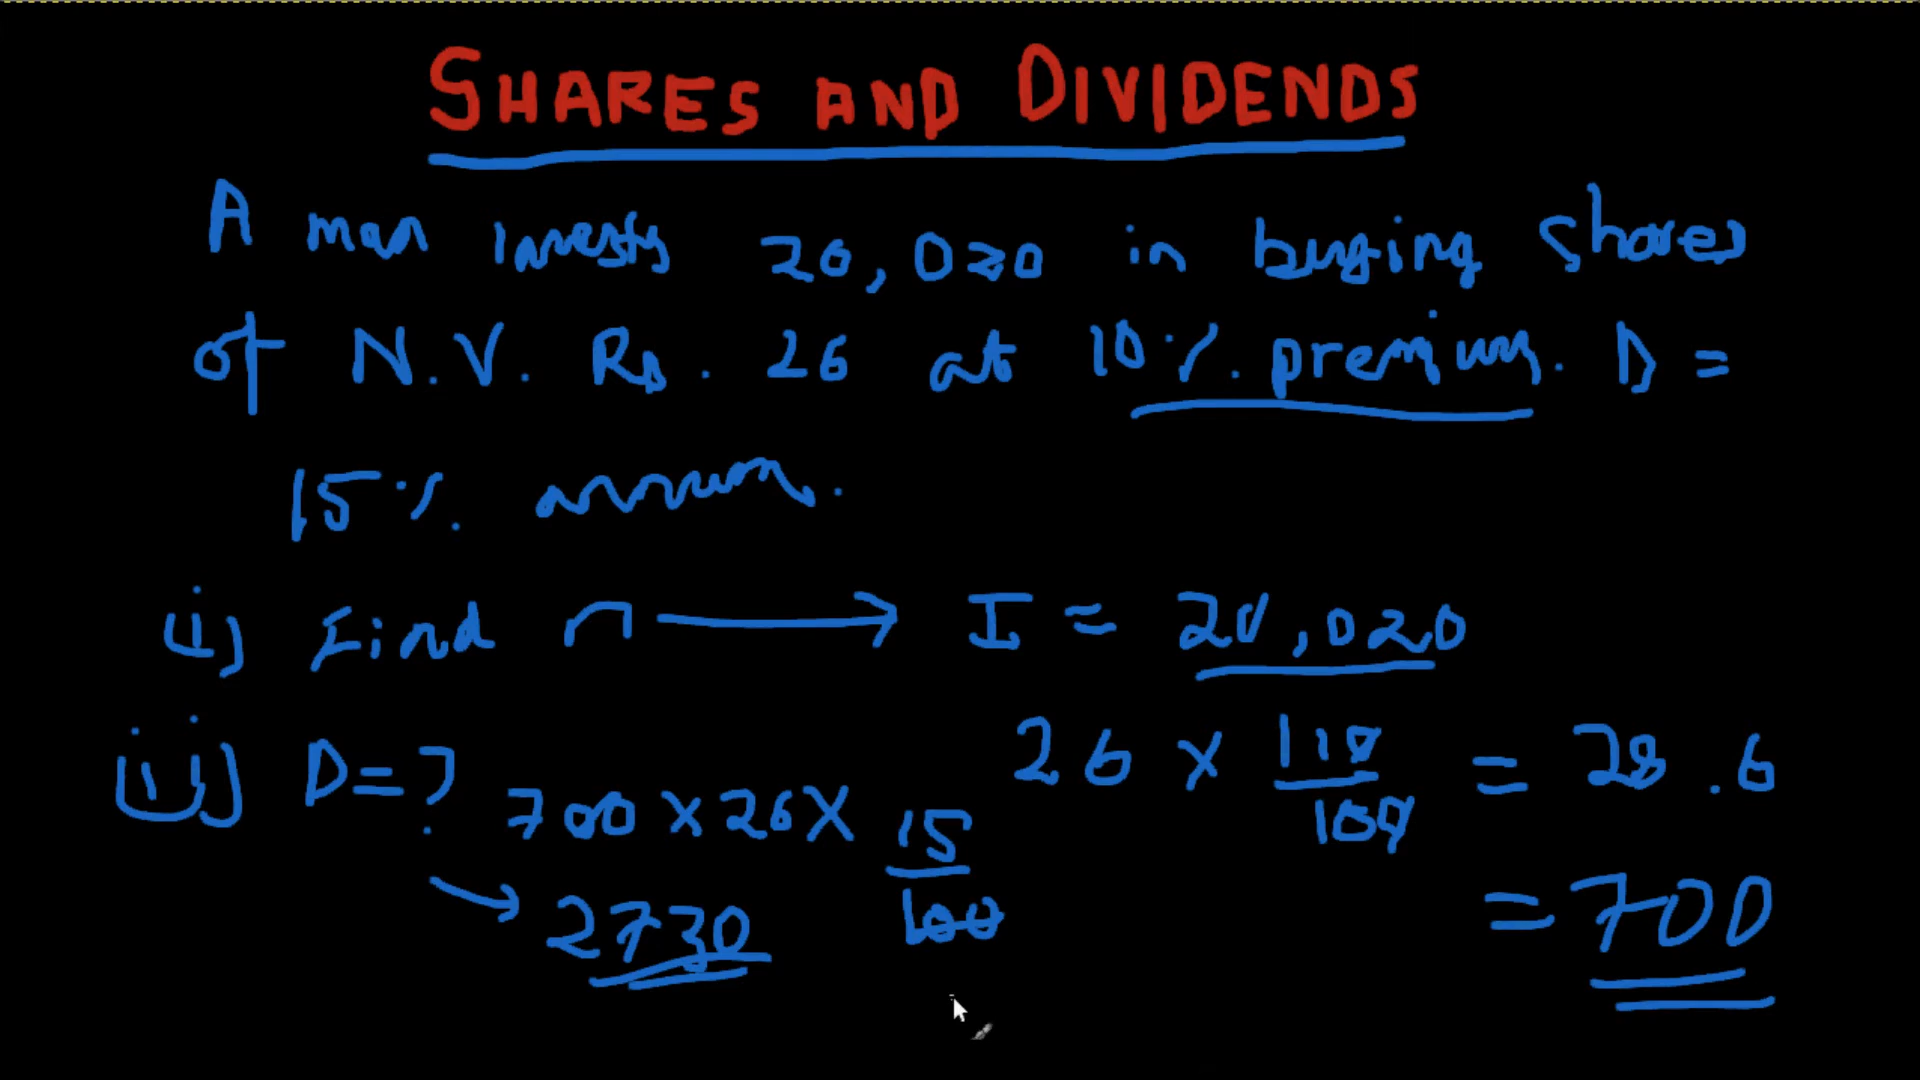 SHARES AND DIVIDENDS
A man invests 20,020 in buying shares
of N.V. Rs. 26 at 10%. premium. D =
15%. annum.
(i) Find n → I = 20,020
(ii) D = ? 26 × 110/100 = 28.6
700 × 26 × 15/100
→ 2730 = 700